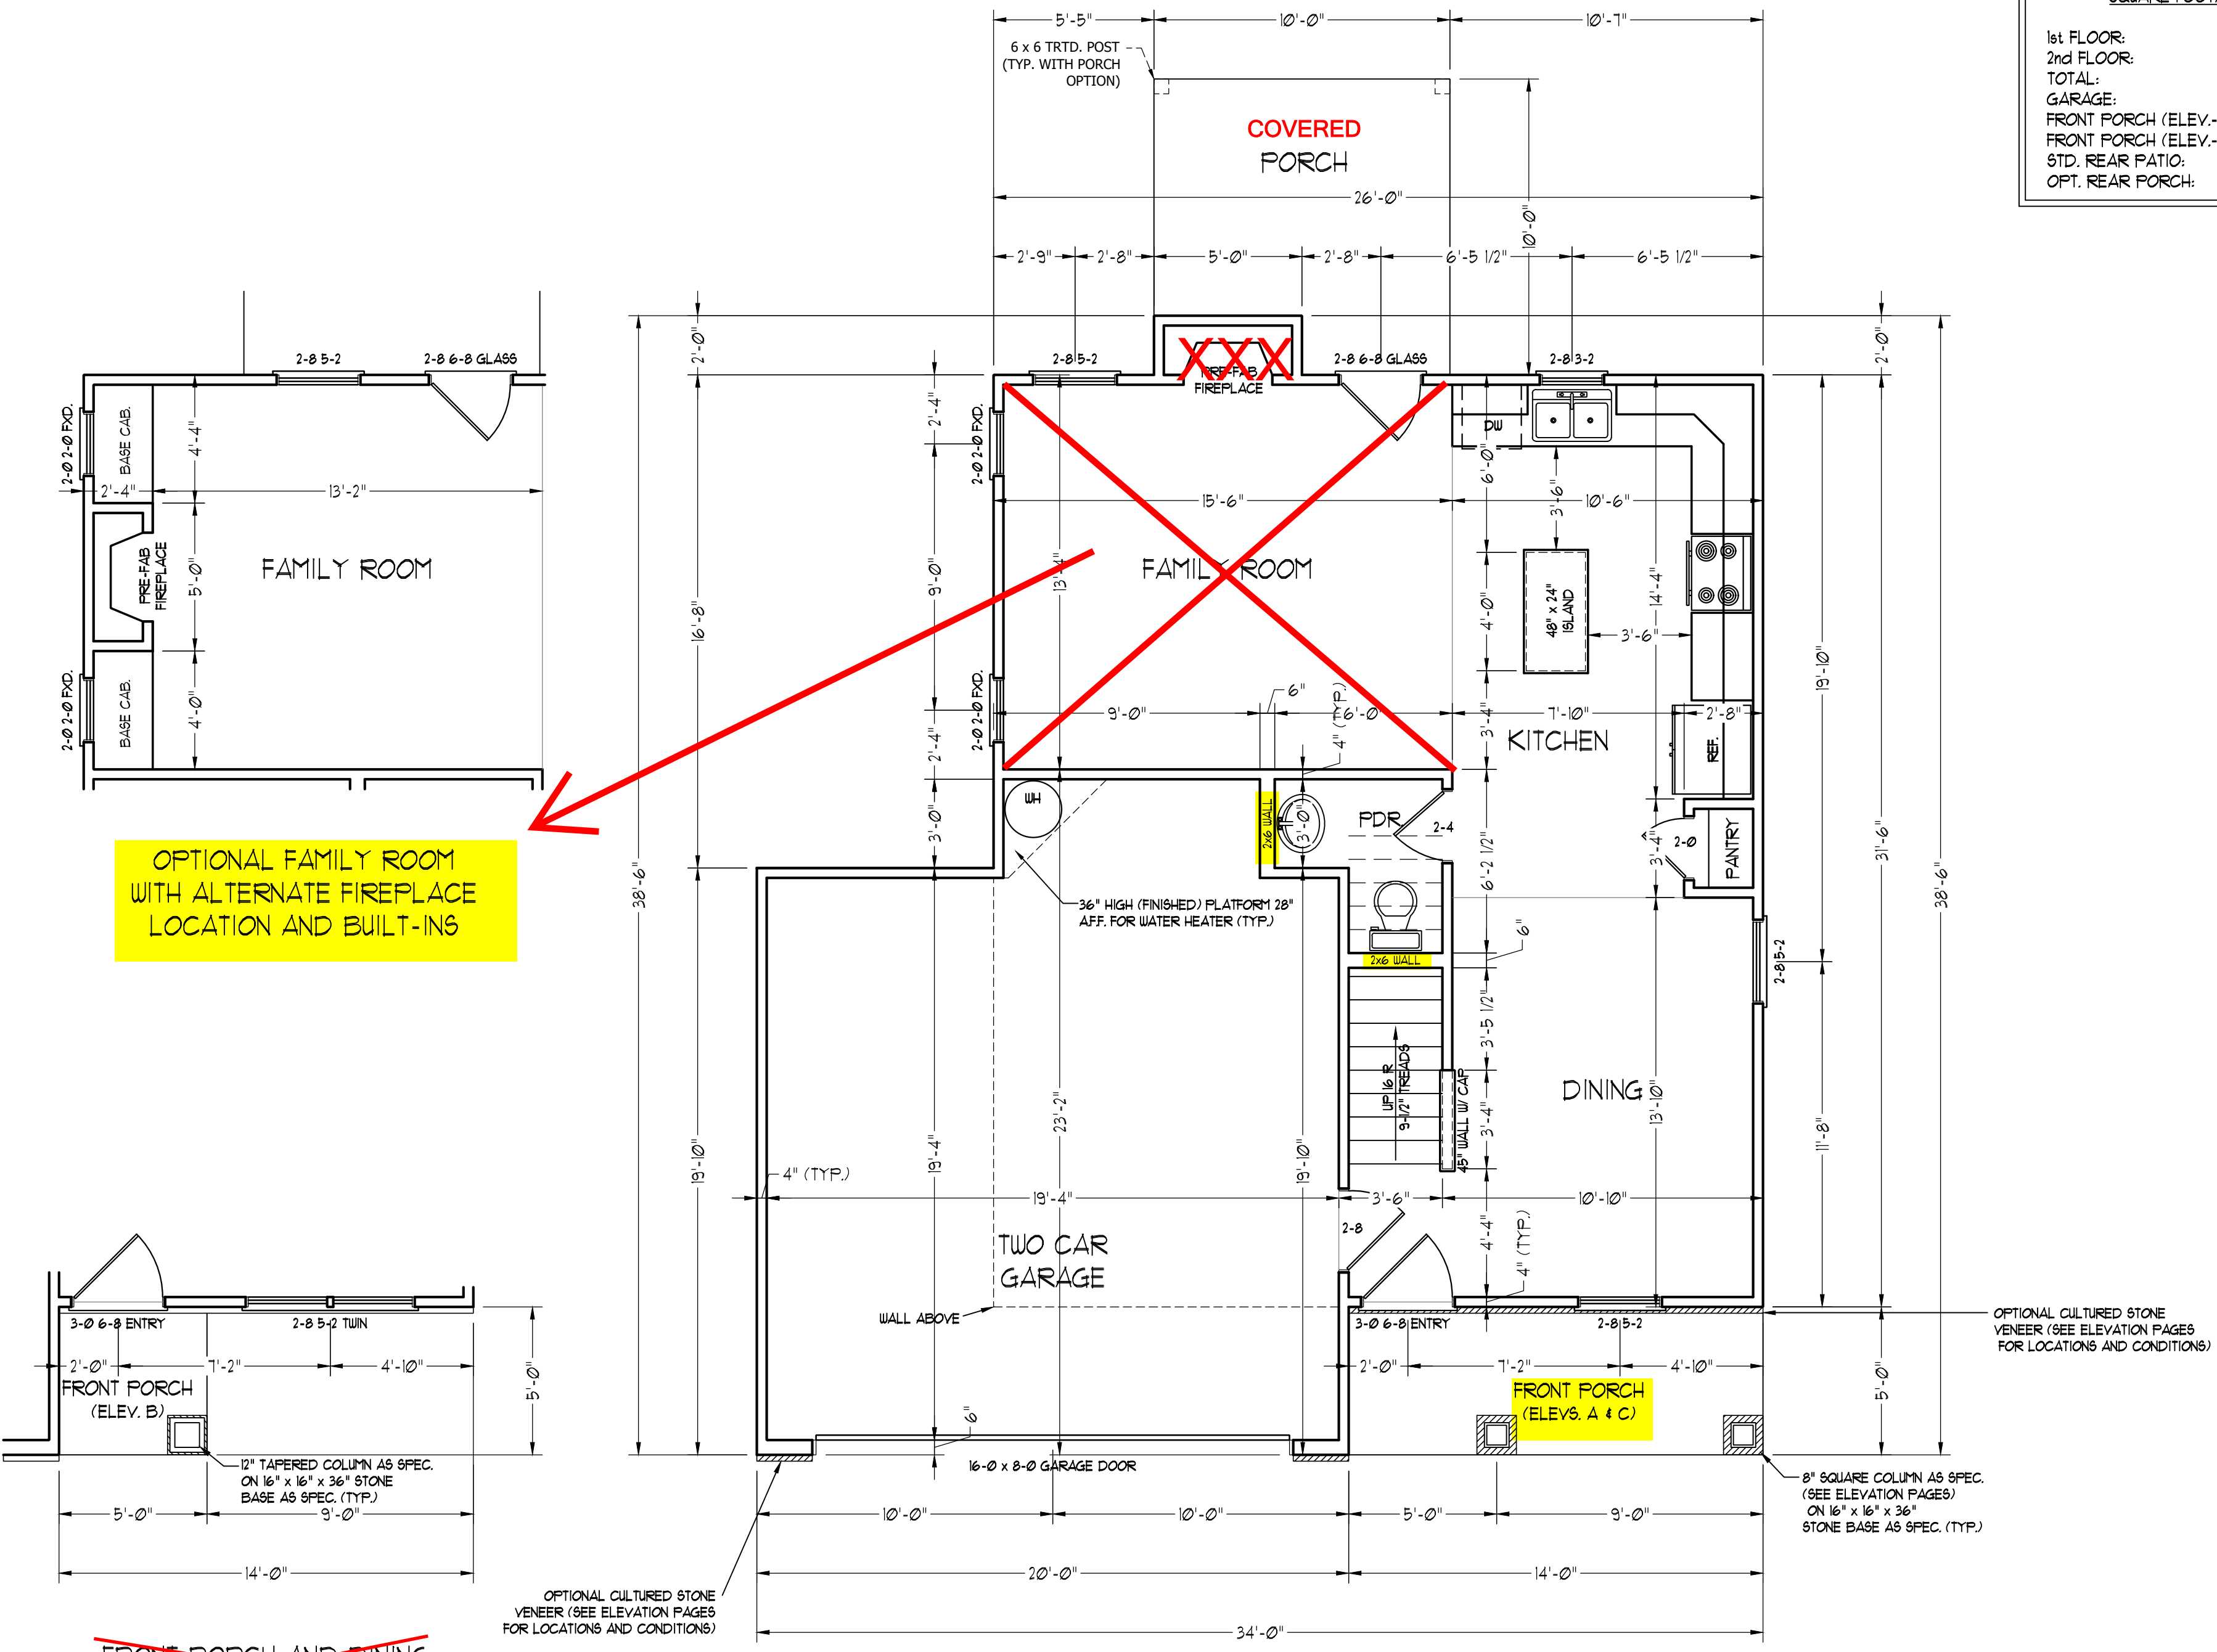 5'-5"
10'-0"
10'-7"
6 x 6 TRTD. POST
(TYP. WITH PORCH
OPTION)
COVERED
PORCH
26'-0"
10'-0"
2'-9"
2'-8"
5'-0"
2'-8"
6'-5 1/2"
6'-5 1/2"
1st FLOOR:
2nd FLOOR:
TOTAL:
GARAGE:
FRONT PORCH (ELEV.-
FRONT PORCH (ELEV.-
STD. REAR PATIO:
OPT. REAR PORCH:
2-8 5-2
2-8 6-8 GLASS
2-0 2-0 FXD.
BASE CAB.
4'-4"
2'-4"
13'-2"
PRE-FAB
FIREPLACE
5'-0"
FAMILY ROOM
2-0 2-0 FXD.
BASE CAB.
4'-0"
OPTIONAL FAMILY ROOM
WITH ALTERNATE FIREPLACE
LOCATION AND BUILT-INS
2'-0"
16'-8"
38'-6"
19'-10"
2-8 5-2
XXX
PRE-FAB
FIREPLACE
2-8 6-8 GLASS
2-8 3-2
2'-0"
2'-4"
2-0 2-0 FXD.
9'-0"
2-0 2-0 FXD.
2'-4"
3'-0"
15'-6"
13'-4"
FAMILY ROOM
9'-0"
6"
6'-0"
4" (TYP.)
DW
6'-0"
3'-6"
10'-6"
4'-0"
48" x 24"
ISLAND
3'-6"
14'-4"
3'-4"
7'-10"
2'-8"
KITCHEN
REF.
19'-10"
31'-6"
38'-6"
WH
2x6 WALL
3'-0"
PDR.
2-4
6'-2 1/2"
3'-4"
2-0
PANTRY
36" HIGH (FINISHED) PLATFORM 28"
A.F.F. FOR WATER HEATER (TYP.)
2x6 WALL
6"
2-8 5-2
3'-5 1/2"
UP 16 R
9-1/2" TREADS
45" WALL W/ CAP
3'-4"
DINING
13'-10"
11'-8"
23'-2"
19'-4"
19'-10"
4" (TYP.)
19'-4"
3'-6"
10'-10"
2-8
4'-4"
4" (TYP.)
TWO CAR
GARAGE
WALL ABOVE
3-0 6-8 ENTRY
2-8 5-2
OPTIONAL CULTURED STONE
VENEER (SEE ELEVATION PAGES
FOR LOCATIONS AND CONDITIONS)
2'-0"
7'-2"
4'-10"
FRONT PORCH
(ELEVS. A & C)
5'-0"
6"
16-0 x 8-0 GARAGE DOOR
8" SQUARE COLUMN AS SPEC.
(SEE ELEVATION PAGES)
ON 16" x 16" x 36"
STONE BASE AS SPEC. (TYP.)
10'-0"
10'-0"
5'-0"
9'-0"
20'-0"
14'-0"
34'-0"
OPTIONAL CULTURED STONE
VENEER (SEE ELEVATION PAGES
FOR LOCATIONS AND CONDITIONS)
3-0 6-8 ENTRY
2-8 5-2 TWIN
2'-0"
7'-2"
4'-10"
5'-0"
FRONT PORCH
(ELEV. B)
12" TAPERED COLUMN AS SPEC.
ON 16" x 16" x 36" STONE
BASE AS SPEC. (TYP.)
5'-0"
9'-0"
14'-0"
FRONT PORCH AND DINING